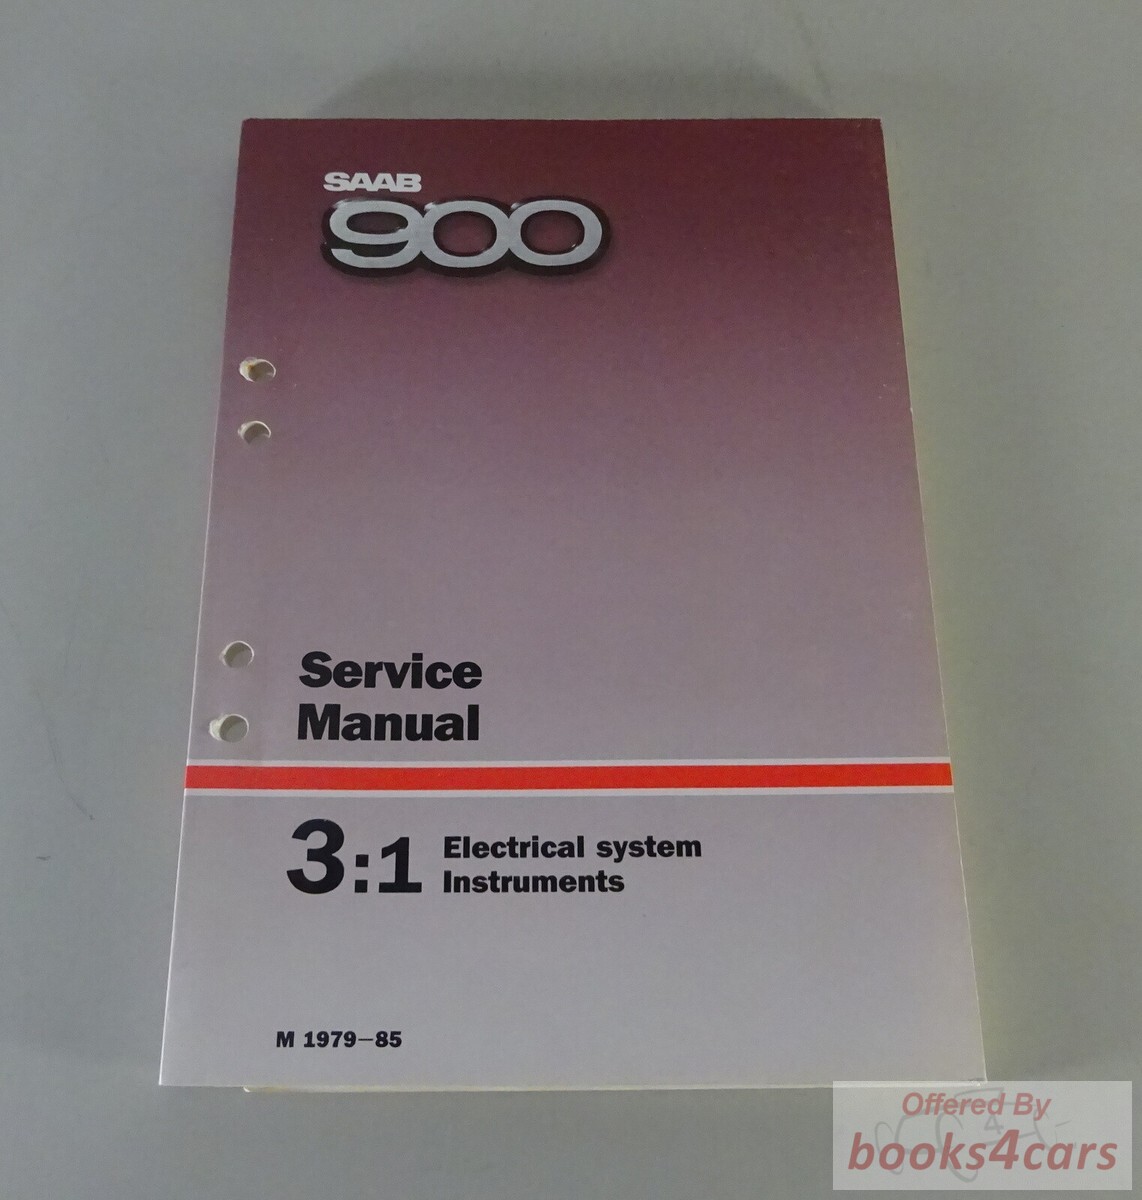 SAAB
900
Service
Manual
3:1 Electrical system
Instruments
M 1979–85
Offered By
books4cars